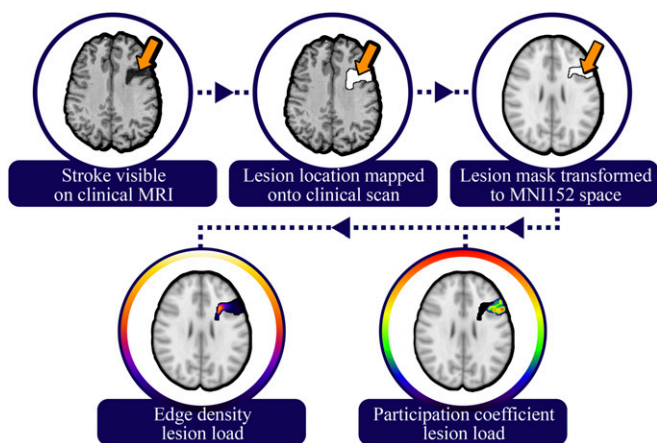 Stroke visible
on clinical MRI
Lesion location mapped
onto clinical scan
Lesion mask transformed
to MNI152 space
Edge density
lesion load
Participation coefficient
lesion load